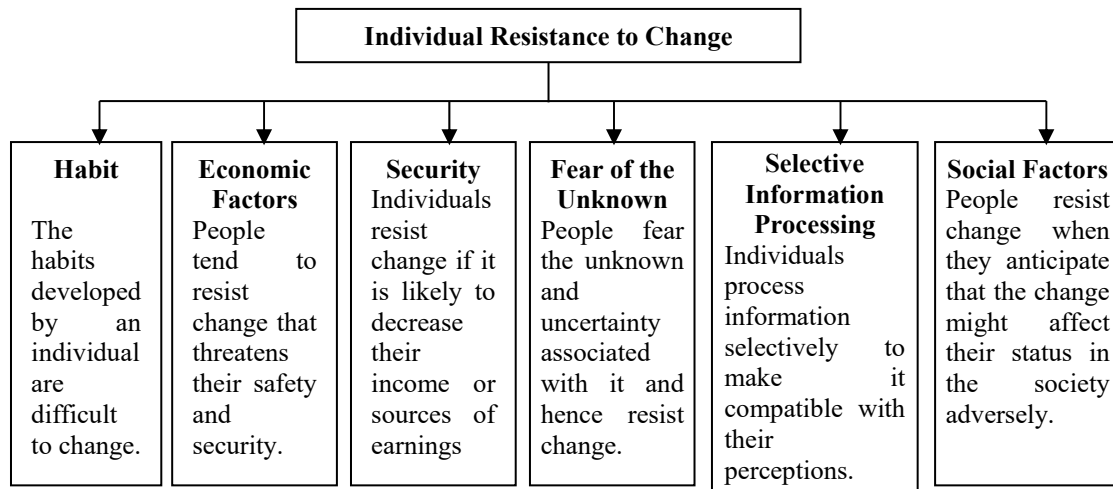 Individual Resistance to Change
Habit
The
habits
developed
by an
individual
are
difficult
to change.
Economic
Factors
People
tend to
resist
change that
threatens
their safety
and
security.
Security
Individuals
resist
change if it
is likely to
decrease
their
income or
sources of
earnings
Fear of the
Unknown
People fear
the unknown
and
uncertainty
associated
with it and
hence resist
change.
Selective
Information
Processing
Individuals
process
information
selectively to
make it
compatible with
their
perceptions.
Social Factors
People resist
change when
they anticipate
that the change
might affect
their status in
the society
adversely.